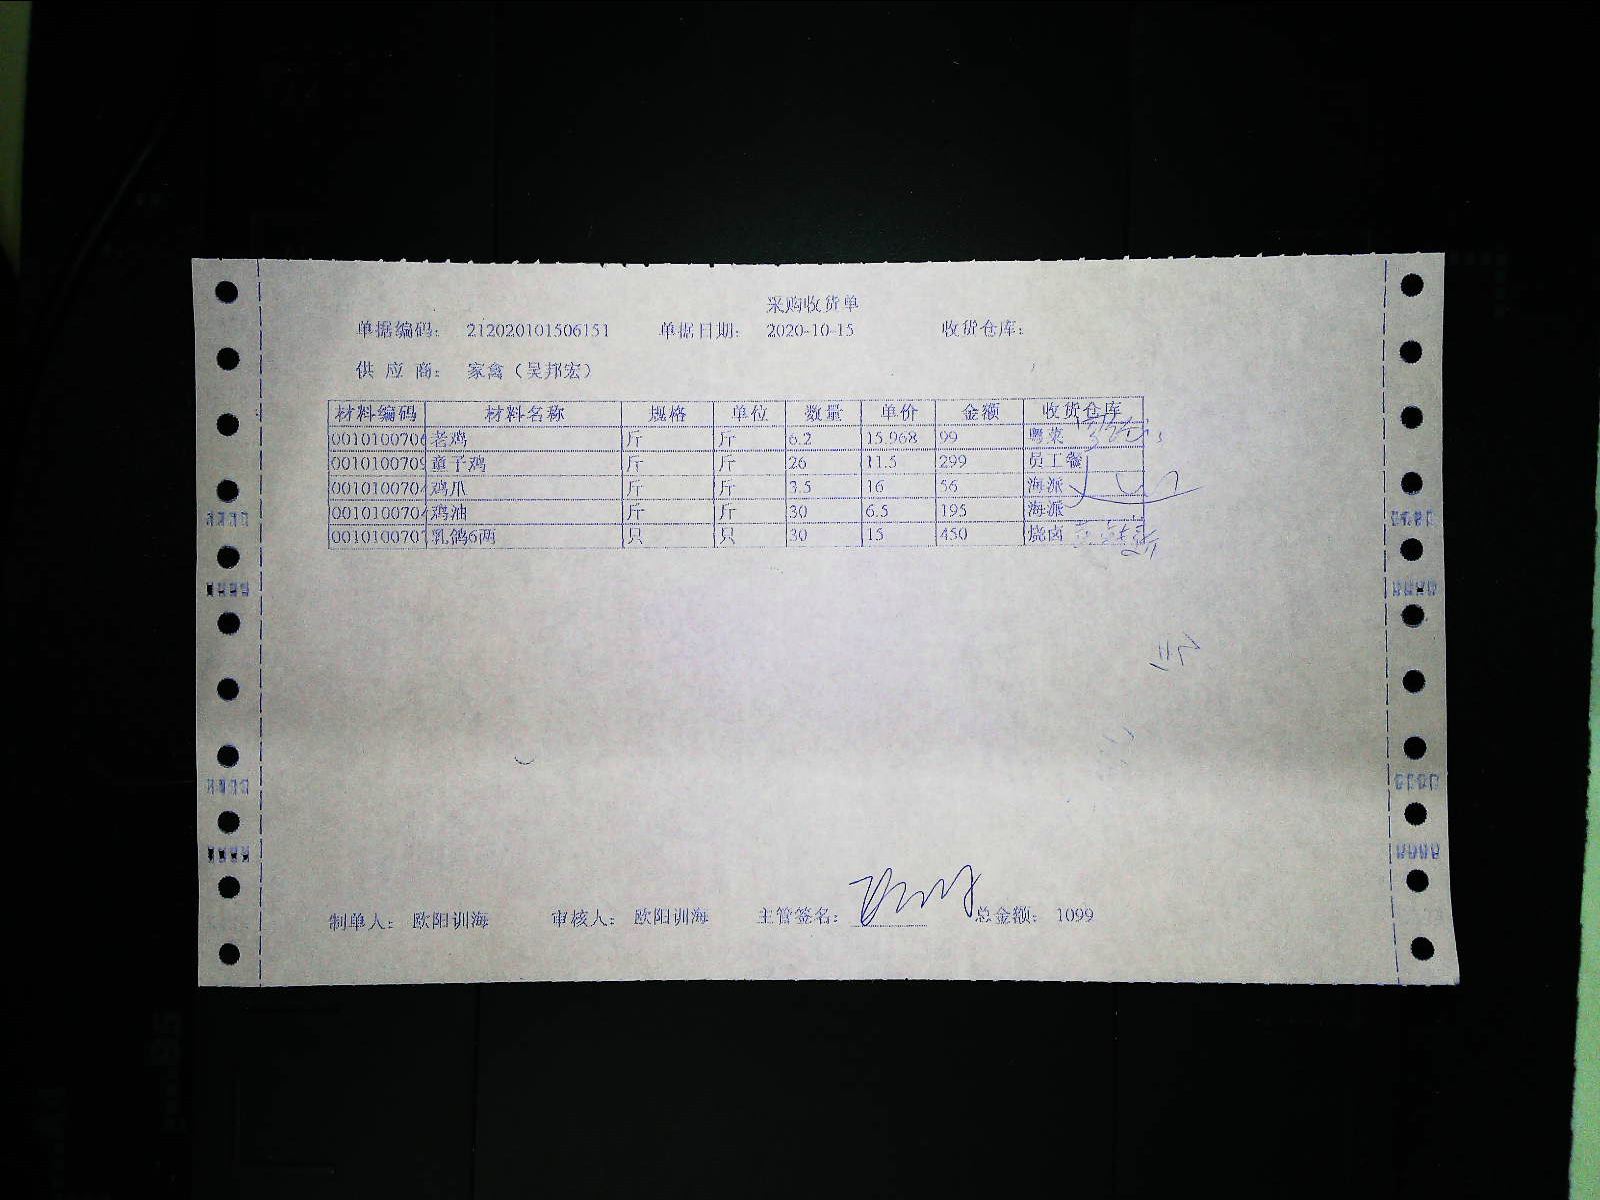 采购收货单
单据编码： 212020101506151 单据日期： 2020-10-15 收货仓库：
供 应 商： 家禽（吴邦宏）
材料编码 材料名称 规格 单位 数量 单价 金额 收货仓库
0010100706 老鸡 斤 斤 6.2 15.968 99 粤菜
0010100709 童子鸡 斤 斤 26 11.5 299 员工餐
001010070 鸡爪 斤 斤 3.5 16 56 海派
001010070 鸡油 斤 斤 30 6.5 195 海派
001010070 乳鸽6两 只 只 30 15 450 烧卤
制单人： 欧阳训海 审核人： 欧阳训海 主管签名： 总金额： 1099